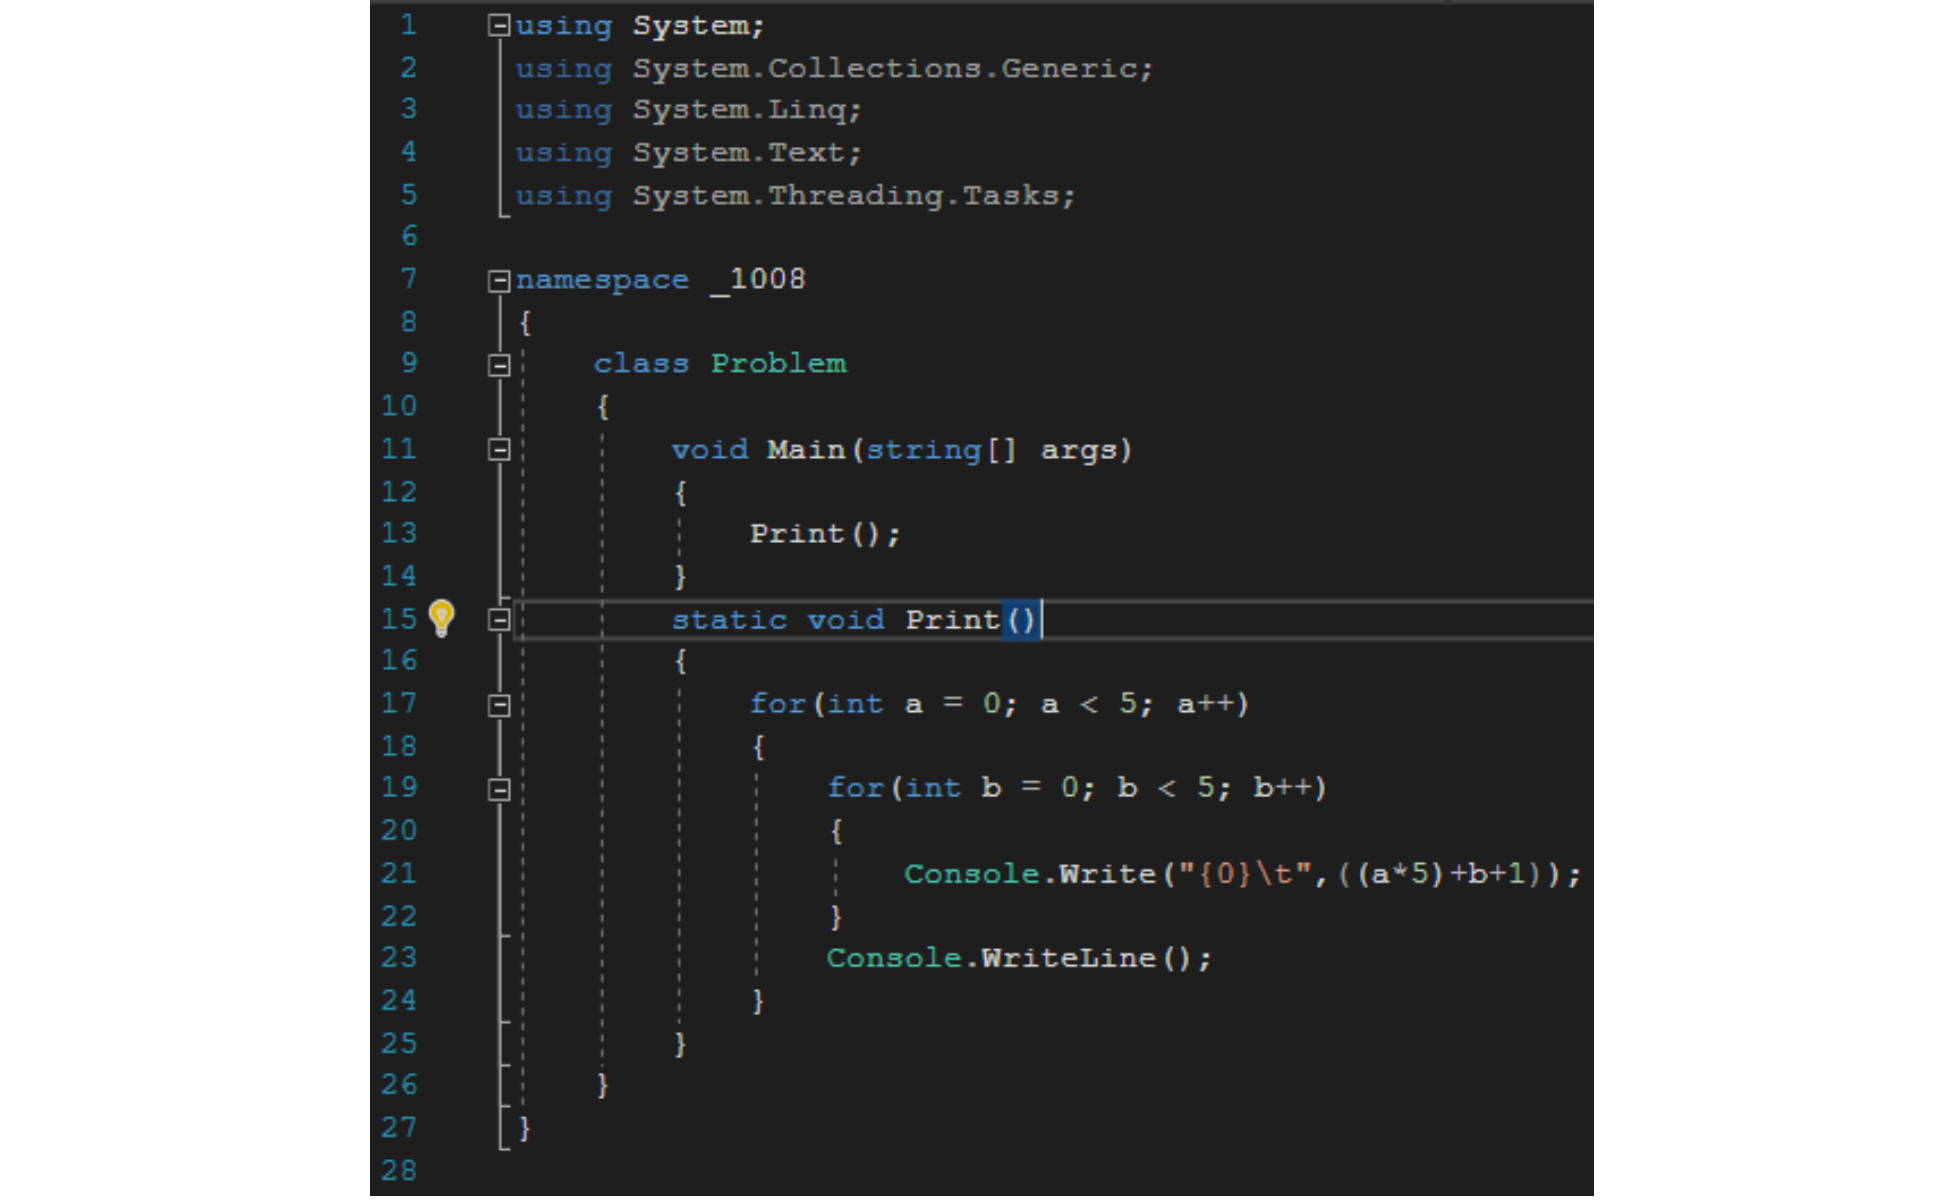 1 using System;
2 using System.Collections.Generic;
3 using System.Linq;
4 using System.Text;
5 using System.Threading.Tasks;
6
7 namespace _1008
8 {
9 class Problem
10 {
11 void Main(string[] args)
12 {
13 Print();
14 }
15 static void Print()
16 {
17 for(int a = 0; a < 5; a++)
18 {
19 for(int b = 0; b < 5; b++)
20 {
21 Console.Write("{0}\t",((a*5)+b+1));
22 }
23 Console.WriteLine();
24 }
25 }
26 }
27 }
28